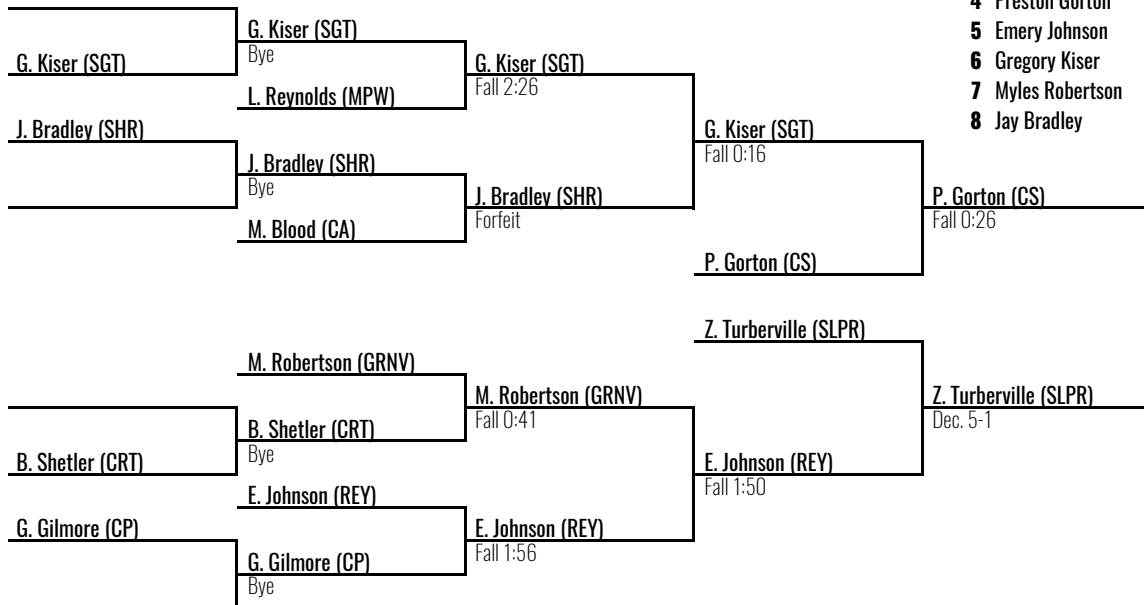 4 Preston Gorton
5 Emery Johnson
6 Gregory Kiser
7 Myles Robertson
8 Jay Bradley
G. Kiser (SGT)
G. Kiser (SGT)
Bye
L. Reynolds (MPW)
G. Kiser (SGT)
Fall 2:26
J. Bradley (SHR)
J. Bradley (SHR)
Bye
M. Blood (CA)
J. Bradley (SHR)
Forfeit
G. Kiser (SGT)
Fall 0:16
P. Gorton (CS)
P. Gorton (CS)
Fall 0:26
Z. Turberville (SLPR)
M. Robertson (GRNV)
B. Shetler (CRT)
B. Shetler (CRT)
Bye
M. Robertson (GRNV)
Fall 0:41
E. Johnson (REY)
G. Gilmore (CP)
G. Gilmore (CP)
Bye
E. Johnson (REY)
Fall 1:56
E. Johnson (REY)
Fall 1:50
Z. Turberville (SLPR)
Dec. 5-1